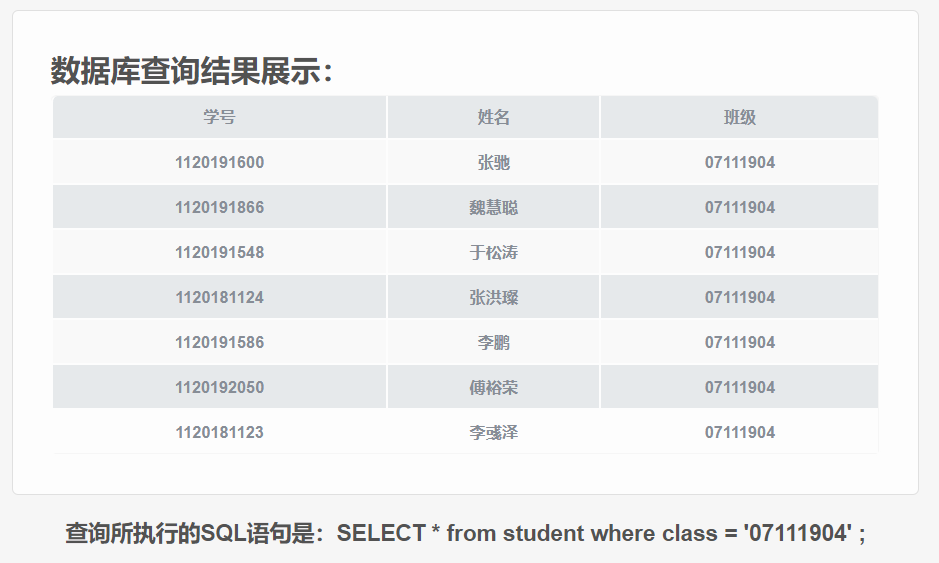 数据库查询结果展示：
学号 姓名 班级
1120191600 张驰 07111904
1120191866 魏慧聪 07111904
1120191548 于松涛 07111904
1120181124 张洪璨 07111904
1120191586 李鹏 07111904
1120192050 傅裕荣 07111904
1120181123 李彧泽 07111904
查询所执行的SQL语句是：SELECT * from student where class = '07111904' ;